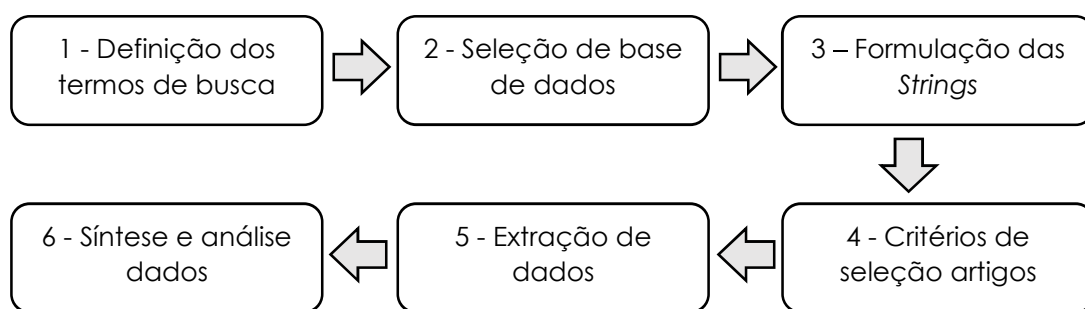 1 - Definição dos
termos de busca
2 - Seleção de base
de dados
3 – Formulação das
Strings
4 - Critérios de
seleção artigos
5 - Extração de
dados
6 - Síntese e análise
dados